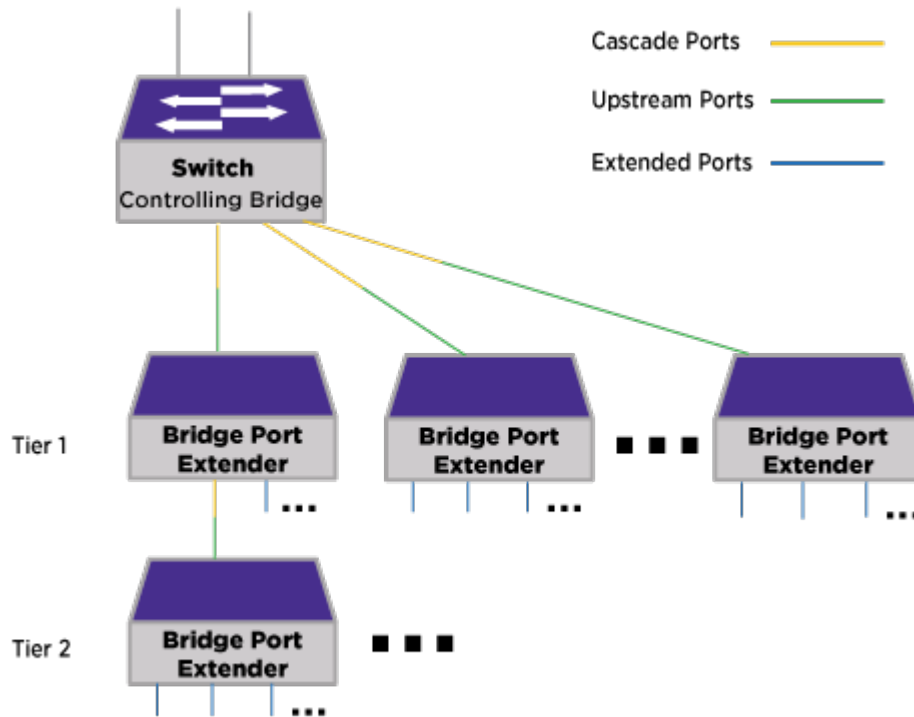 Cascade Ports
Upstream Ports
Extended Ports
Switch
Controlling Bridge
Tier 1
Bridge Port
Extender
...
Bridge Port
Extender
...
Bridge Port
Extender
...
Tier 2
Bridge Port
Extender
...